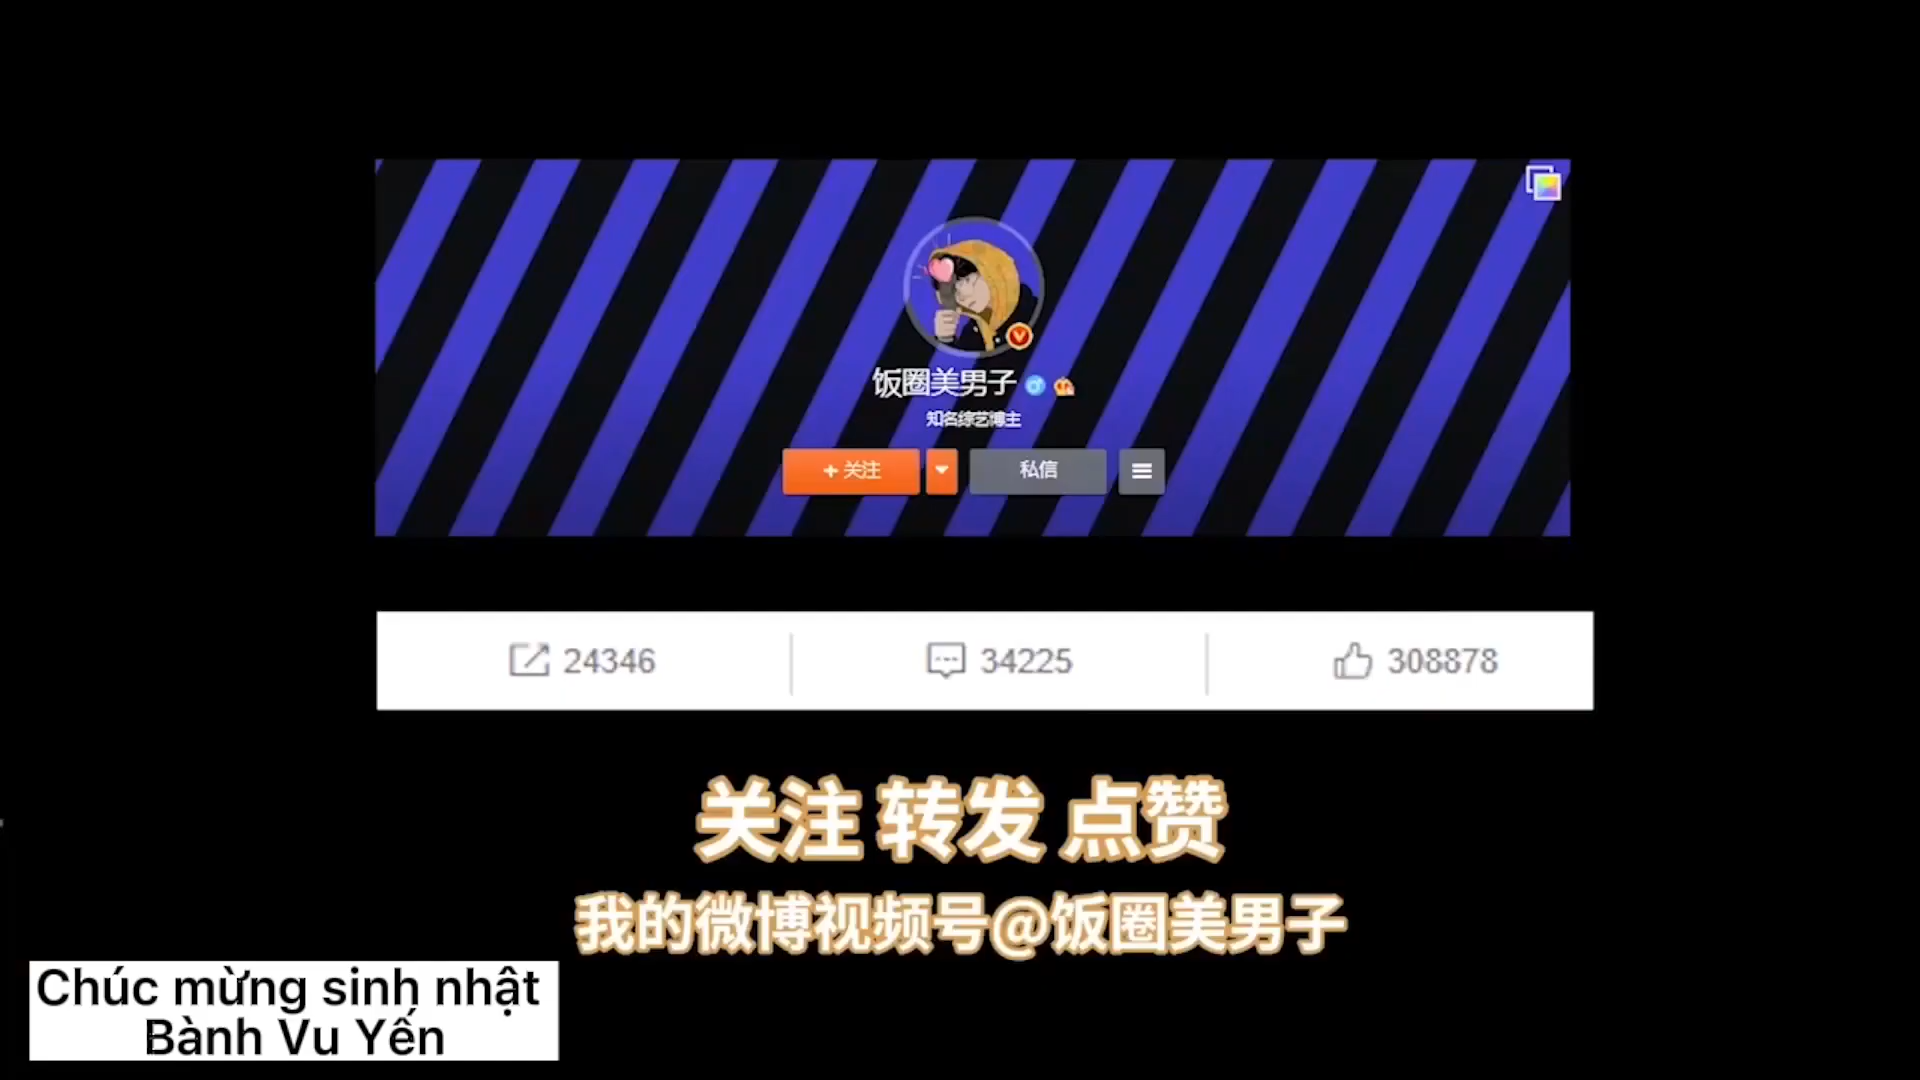 饭圈美男子
知名综艺博主
+关注
私信
24346
34225
308878
关注 转发 点赞
我的微博视频号@饭圈美男子
Chúc mừng sinh nhật
Bành Vu Yến